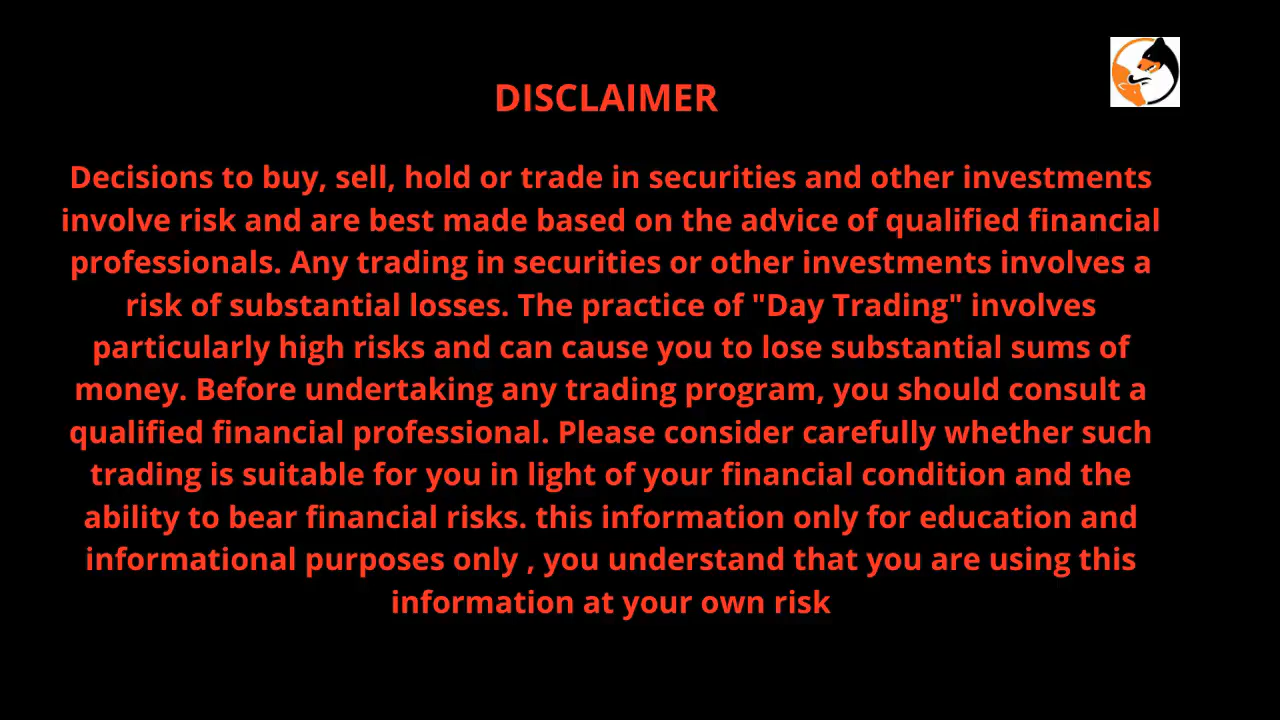 DISCLAIMER
Decisions to buy, sell, hold or trade in securities and other investments
involve risk and are best made based on the advice of qualified financial
professionals. Any trading in securities or other investments involves a
risk of substantial losses. The practice of "Day Trading" involves
particularly high risks and can cause you to lose substantial sums of
money. Before undertaking any trading program, you should consult a
qualified financial professional. Please consider carefully whether such
trading is suitable for you in light of your financial condition and the
ability to bear financial risks. this information only for education and
informational purposes only , you understand that you are using this
information at your own risk